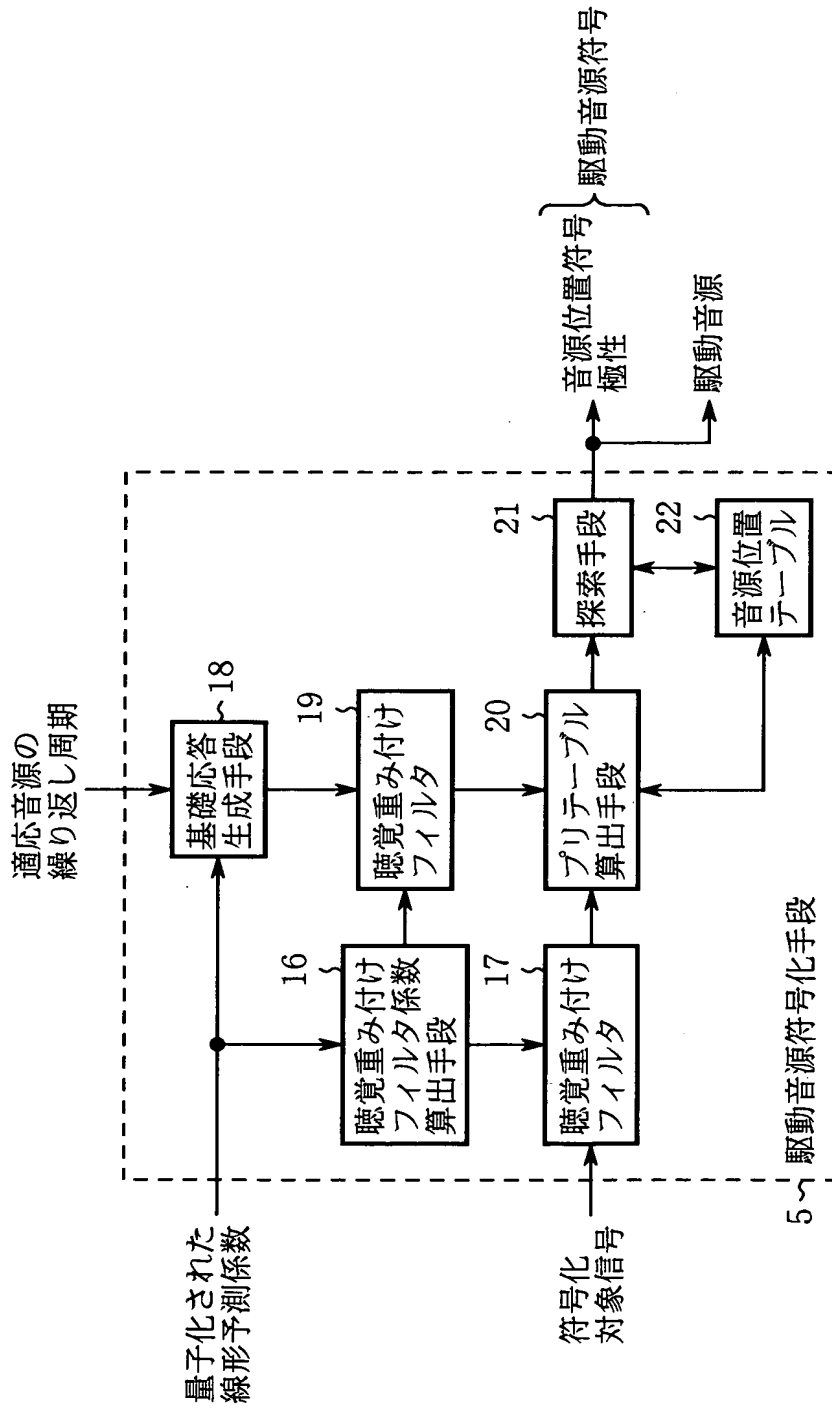 適応音源の
繰り返し周期
量子化された
線形予測係数
18
基礎応答
生成手段
16
聴覚重み付け
フィルタ係数
算出手段
19
聴覚重み付け
フィルタ
符号化
対象信号
17
聴覚重み付け
フィルタ
20
プリテーブル
算出手段
21
探索手段
22
音源位置
テーブル
音源位置符号
極性
駆動音源符号
駆動音源
5 駆動音源符号化手段